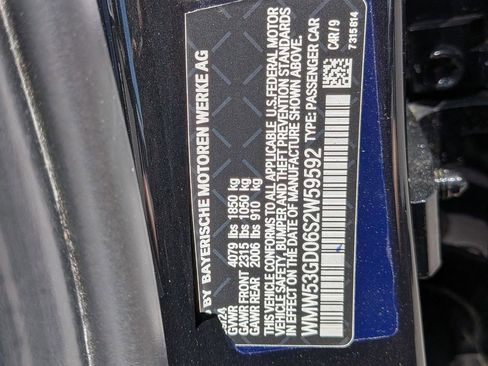 BY BAYERISCHE MOTOREN WERKE AG
GVWR 4079 lbs 1850 kg
GAWR FRONT 2315 lbs 1050 kg
GAWR REAR 2006 lbs 910 kg
THIS VEHICLE CONFORMS TO ALL APPLICABLE U.S.FEDERAL MOTOR
VEHICLE SAFETY, BUMPER, AND THEFT PREVENTION STANDARDS
IN EFFECT ON THE DATE OF MANUFACTURE SHOWN ABOVE.
WMW53GD06S2W59592 TYPE: PASSENGER CAR
C4R/9
7315814